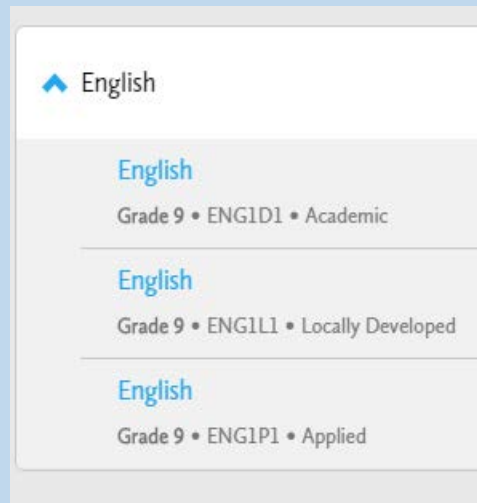 English
English
Grade 9 • ENG1D1 • Academic
English
Grade 9 • ENG1L1 • Locally Developed
English
Grade 9 • ENG1P1 • Applied